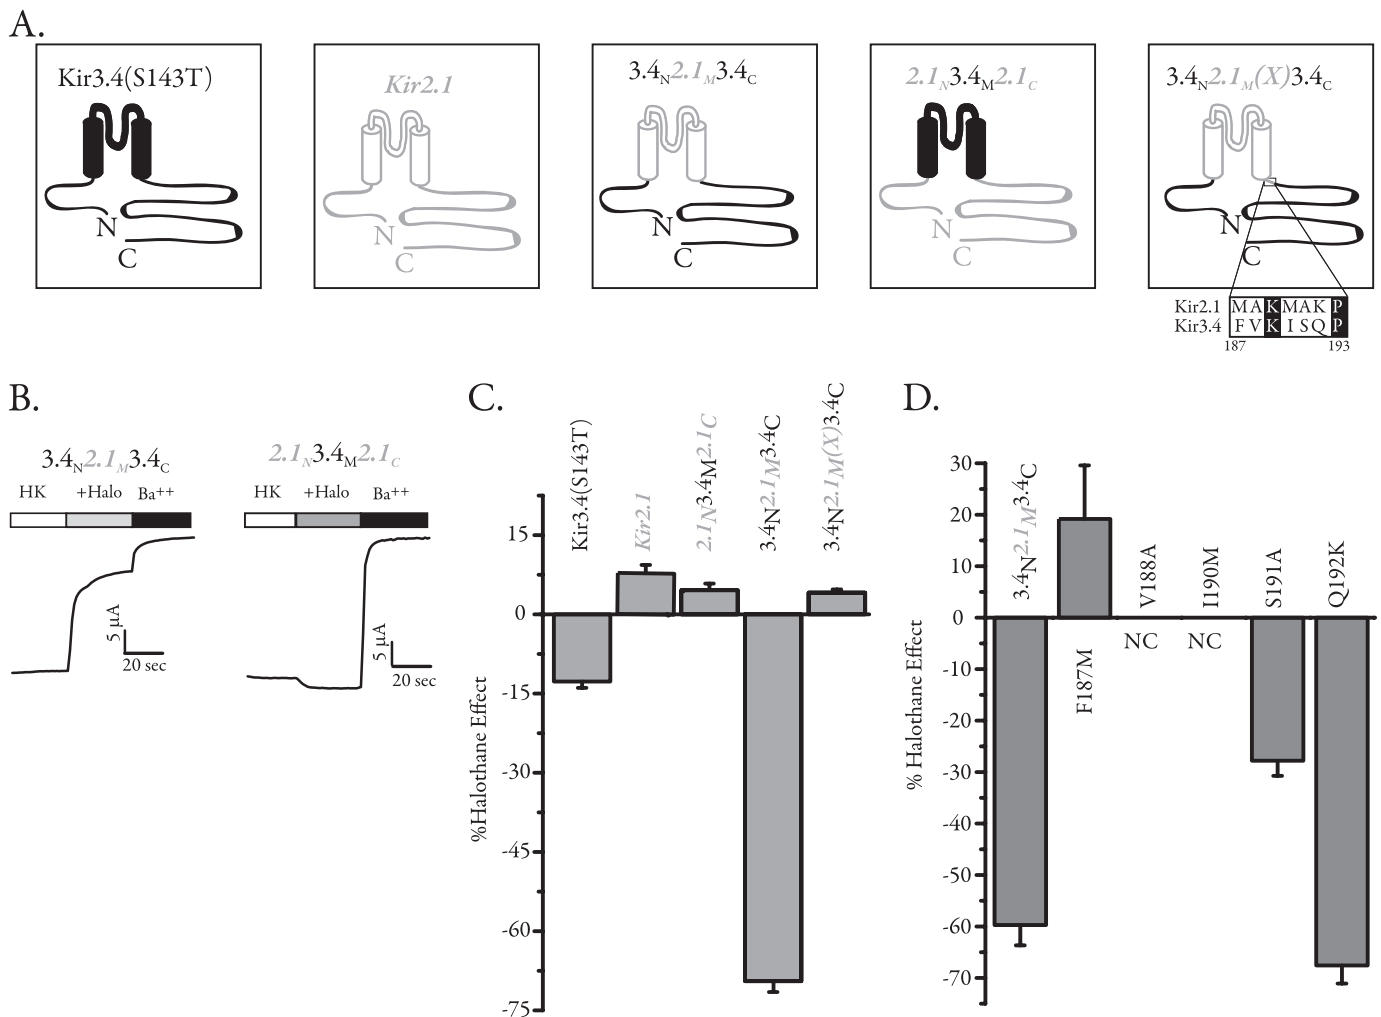 A.
Kir3.4(S143T)
Kir2.1
3.4N2.1M3.4C
2.1N3.4M2.1C
3.4N2.1M(X)3.4C
N
C
N
C
N
C
N
C
N
C
Kir2.1 MAKMAKP
Kir3.4 FVKISQP
187 193
B.
3.4N2.1M3.4C
HK +Halo Ba++
5 µA
20 sec
2.1N3.4M2.1C
HK +Halo Ba++
5 µA
20 sec
C.
%Halothane Effect
15
0
-15
-30
-45
-60
-75
Kir3.4(S143T)
Kir2.1
2.1N3.4M2.1C
3.4N2.1M3.4C
3.4N2.1M(X)3.4C
D.
% Halothane Effect
30
20
10
0
-10
-20
-30
-40
-50
-60
-70
3.4N2.1M3.4C
F187M
V188A
NC
I190M
NC
S191A
Q192K